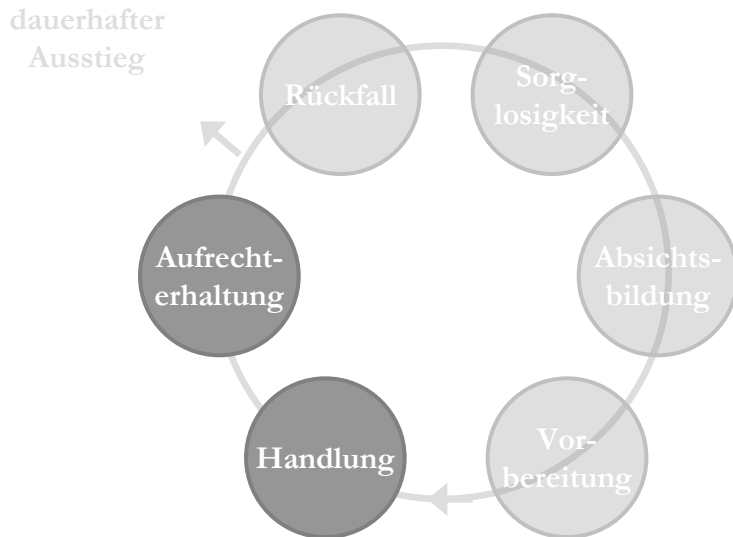 dauerhafter
Ausstieg
Rückfall
Sorg-
losigkeit
Aufrecht-
erhaltung
Absichts-
bildung
Handlung
Vor-
bereitung